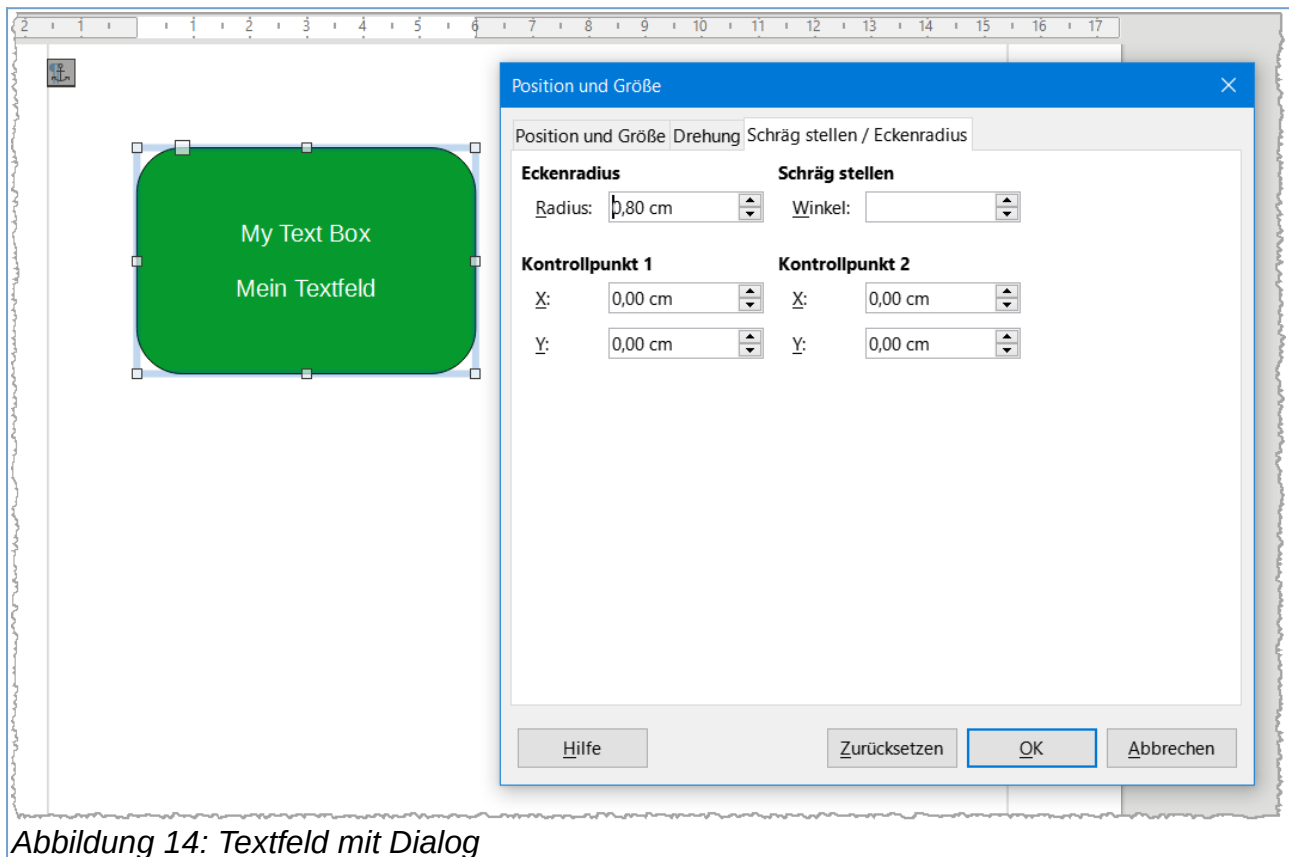 2 1 1 2 3 4 5 6 7 8 9 10 11 12 13 14 15 16 17
Position und Größe
Position und Größe Drehung Schräg stellen / Eckenradius
Eckenradius Schräg stellen
Radius: 0,80 cm Winkel:
My Text Box
Mein Textfeld
Kontrollpunkt 1 Kontrollpunkt 2
X: 0,00 cm X: 0,00 cm
Y: 0,00 cm Y: 0,00 cm
Hilfe Zurücksetzen OK Abbrechen
Abbildung 14: Textfeld mit Dialog